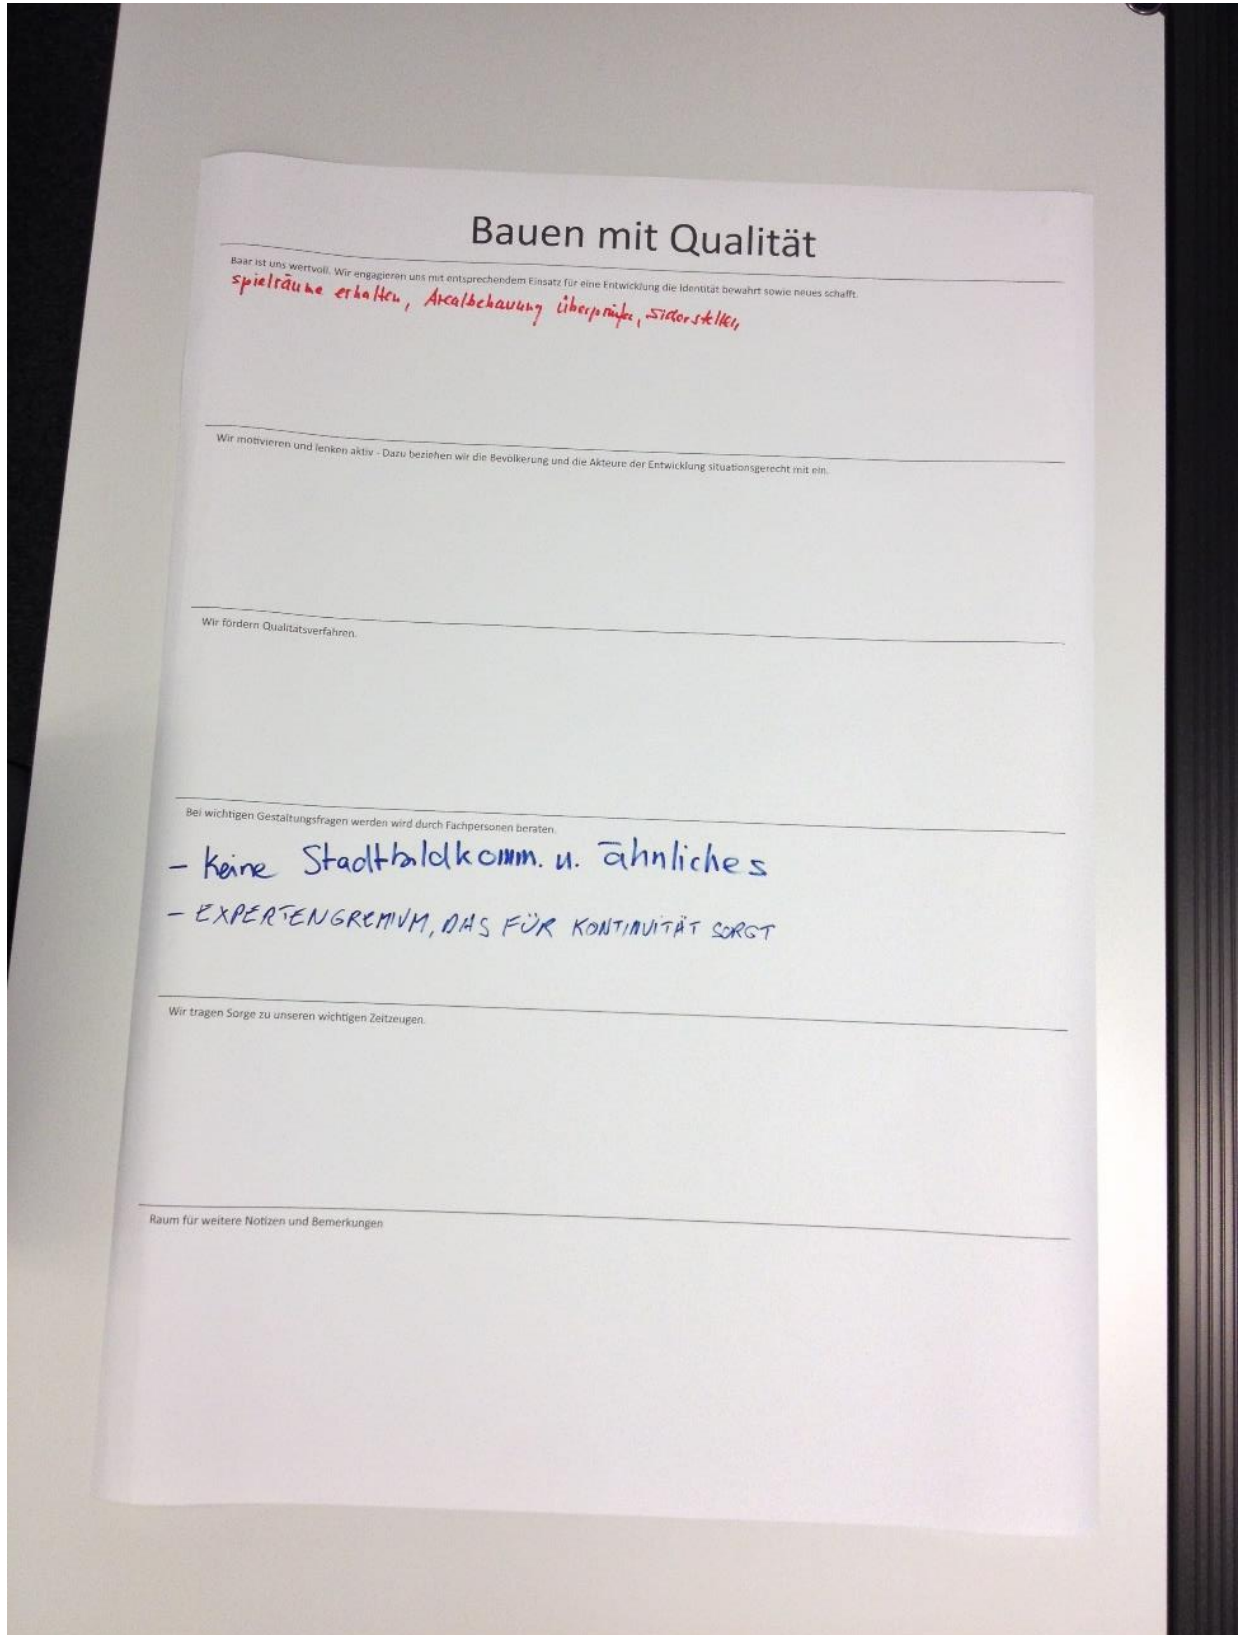 Bauen mit Qualität
Baar ist uns wertvoll. Wir engagieren uns mit entsprechendem Einsatz für eine Entwicklung die Identität bewahrt sowie neues schafft.
spielräume erhalten, Arealbebauung überprüfen, sicherstellen
Wir motivieren und lenken aktiv - Dazu beziehen wir die Bevölkerung und die Akteure der Entwicklung situationsgerecht mit ein.
Wir fördern Qualitätsverfahren.
Bei wichtigen Gestaltungsfragen werden wird durch Fachpersonen beraten.
- Keine Stadtbildkomm. u. ähnliches
- EXPERTENGREMIUM, DAS FÜR KONTINUITÄT SORGT
Wir tragen Sorge zu unseren wichtigen Zeitzeugen.
Raum für weitere Notizen und Bemerkungen